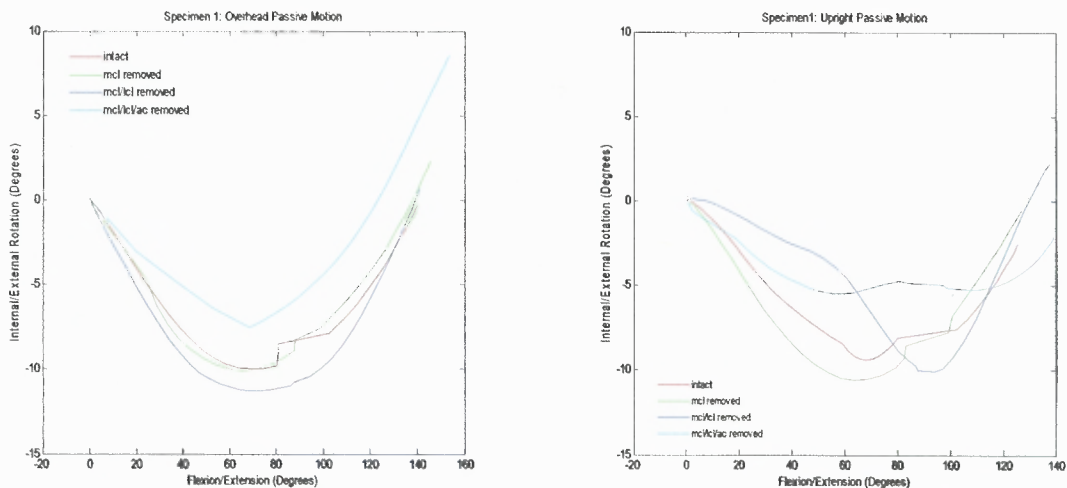 Specimen 1: Overhead Passive Motion
10
5
0
-5
-10
-15
Internal/External Rotation (Degrees)
intact
mcl removed
mcl/lcl removed
mcl/lcl/ac removed
-20
0
20
40
60
80
100
120
140
160
Flexion/Extension (Degrees)
Specimen1: Upright Passive Motion
10
5
0
-5
-10
-15
Internal/External Rotation (Degrees)
intact
mcl removed
mcl/lcl removed
mcl/lcl/ac removed
-20
0
20
40
60
80
100
120
140
Flexion/Extension (Degrees)